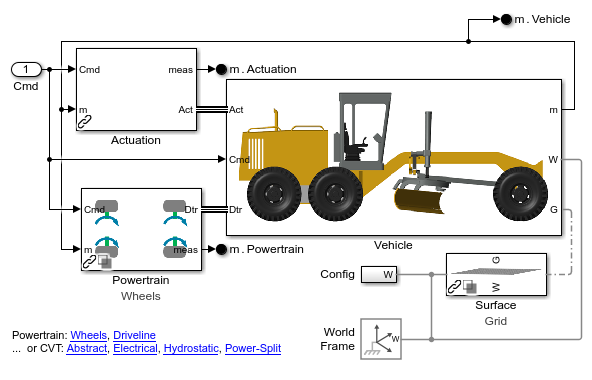 m . Vehicle
1
Cmd
Cmd
meas
m . Actuation
m
Act
Actuation
Act
m
Cmd
W
Dtr
G
Cmd
Dtr
m
meas
m . Powertrain
Vehicle
Powertrain
Wheels
Config
W
G
W
Surface
Grid
World
Frame
W
Powertrain: Wheels, Driveline
... or CVT: Abstract, Electrical, Hydrostatic, Power-Split